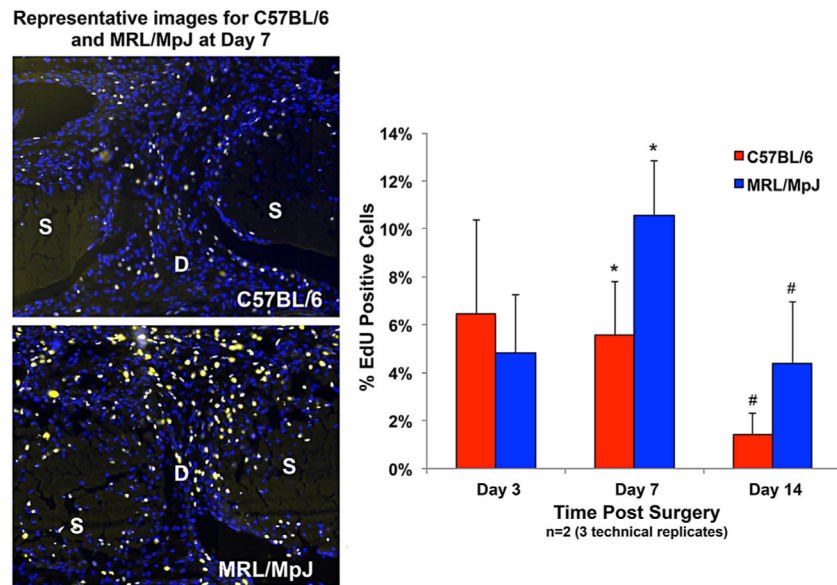 Representative images for C57BL/6
and MRL/MpJ at Day 7
S
S
D
C57BL/6
D
S
S
MRL/MpJ
14%
12%
10%
8%
6%
4%
2%
0%
% EdU Positive Cells
C57BL/6
MRL/MpJ
*
*
#
#
Day 3
Day 7
Day 14
Time Post Surgery
n=2 (3 technical replicates)